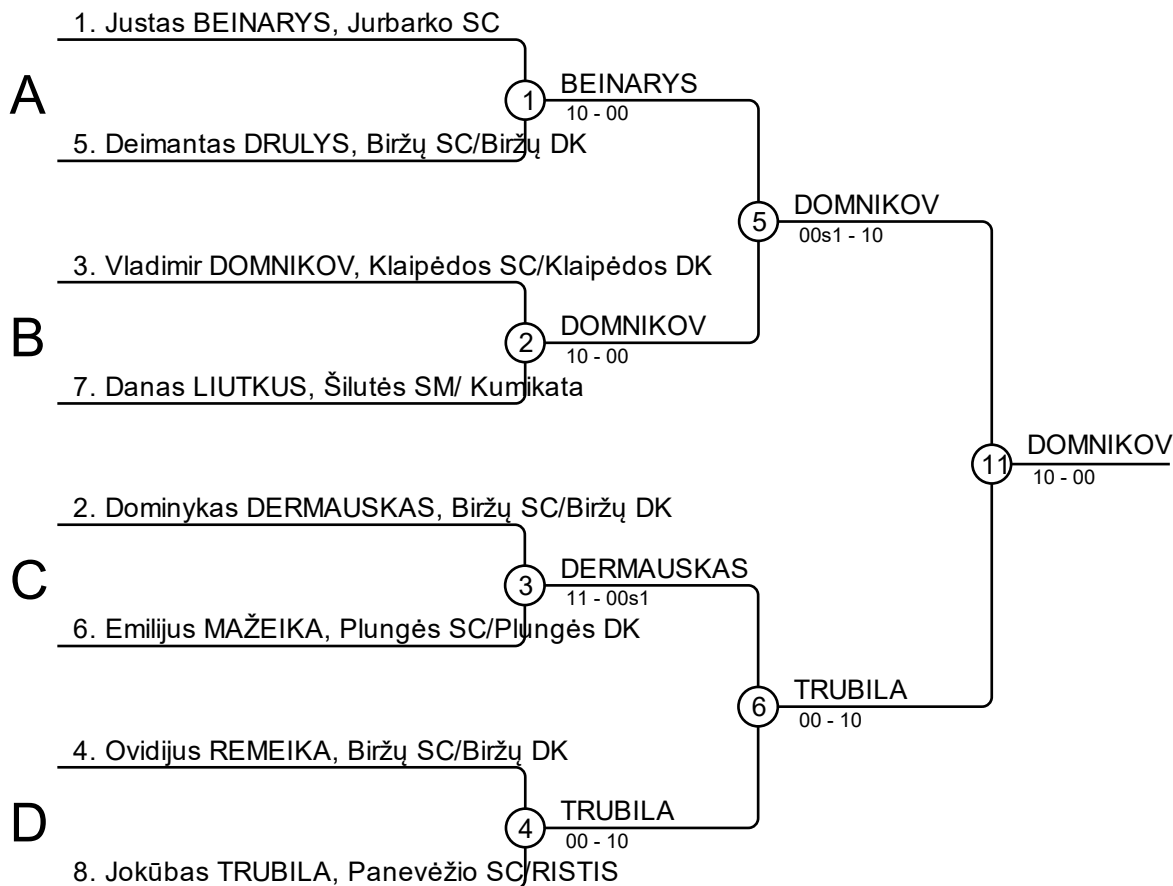 1. Justas BEINARYS, Jurbarko SC
A
1
BEINARYS
10 - 00
5. Deimantas DRULYS, Biržų SC/Biržų DK
5
DOMNIKOV
00s1 - 10
3. Vladimir DOMNIKOV, Klaipėdos SC/Klaipėdos DK
B
2
DOMNIKOV
10 - 00
7. Danas LIUTKUS, Šilutės SM/ Kumikata
11
DOMNIKOV
10 - 00
2. Dominykas DERMAUSKAS, Biržų SC/Biržų DK
C
3
DERMAUSKAS
11 - 00s1
6. Emilijus MAŽEIKA, Plungės SC/Plungės DK
6
TRUBILA
00 - 10
4. Ovidijus REMEIKA, Biržų SC/Biržų DK
D
4
TRUBILA
00 - 10
8. Jokūbas TRUBILA, Panevėžio SC/RISTIS